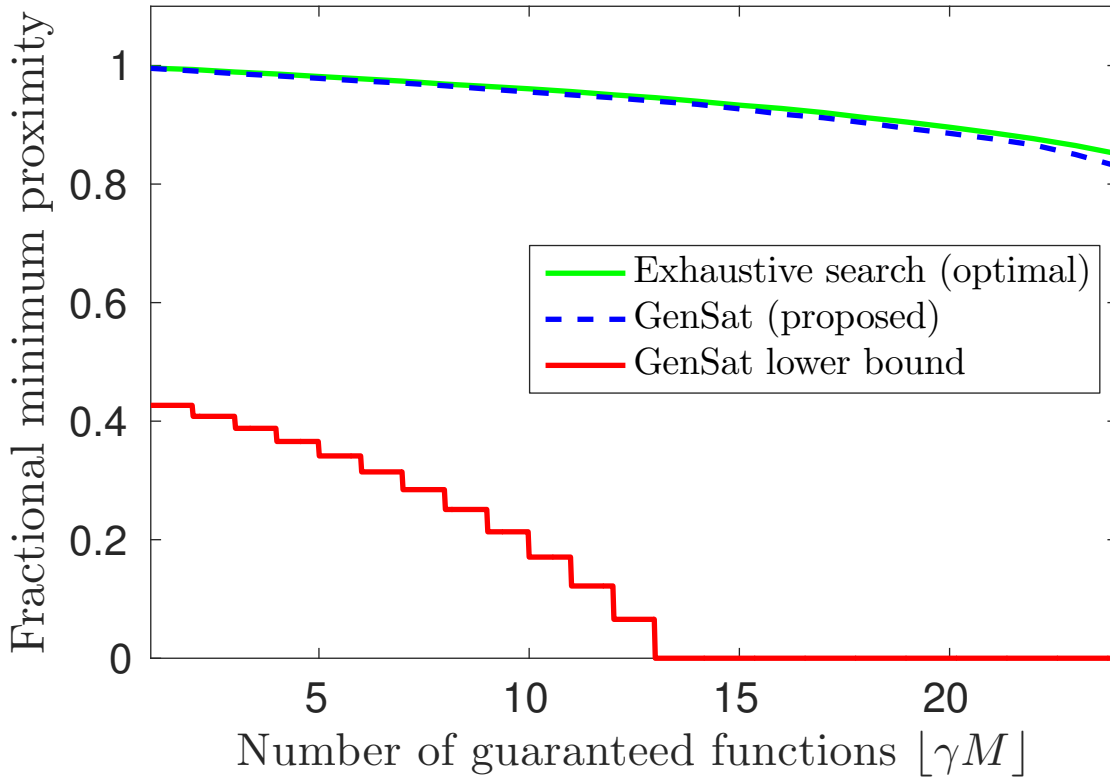 Fractional minimum proximity
1
0.8
0.6
0.4
0.2
0
Exhaustive search (optimal)
GenSat (proposed)
GenSat lower bound
5 10 15 20
Number of guaranteed functions ⌊γM⌋